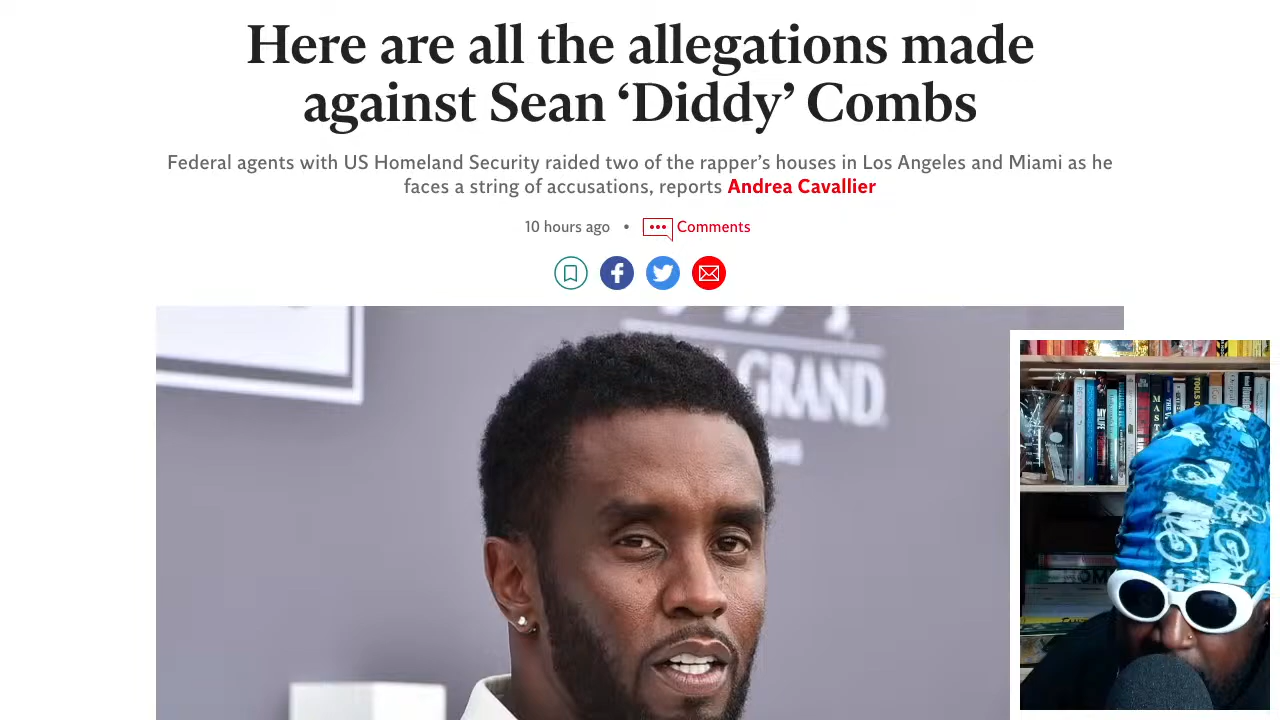 Here are all the allegations made
against Sean ‘Diddy’ Combs
Federal agents with US Homeland Security raided two of the rapper’s houses in Los Angeles and Miami as he
faces a string of accusations, reports Andrea Cavallier
10 hours ago • Comments
GRAND